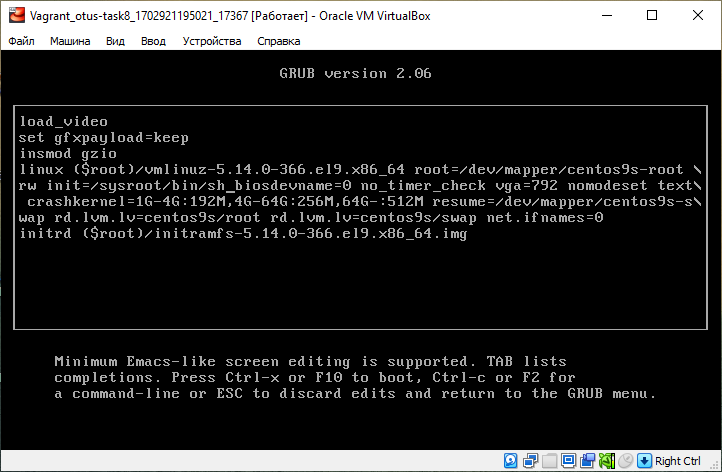 Vagrant_otus-task8_1702921195021_17367 [Работает] - Oracle VM VirtualBox
Файл Машина Вид Ввод Устройства Справка
GRUB version 2.06
load_video
set gfxpayload=keep
insmod gzio
linux ($root)/vmlinuz-5.14.0-366.el9.x86_64 root=/dev/mapper/centos9s-root \
rw init=/sysroot/bin/sh_biosdevname=0 no_timer_check vga=792 nomodeset text\
 crashkernel=1G-4G:192M,4G-64G:256M,64G-:512M resume=/dev/mapper/centos9s-s\
wap rd.lvm.lv=centos9s/root rd.lvm.lv=centos9s/swap net.ifnames=0
initrd ($root)/initramfs-5.14.0-366.el9.x86_64.img
Minimum Emacs-like screen editing is supported. TAB lists
completions. Press Ctrl-x or F10 to boot, Ctrl-c or F2 for
a command-line or ESC to discard edits and return to the GRUB menu.
Right Ctrl